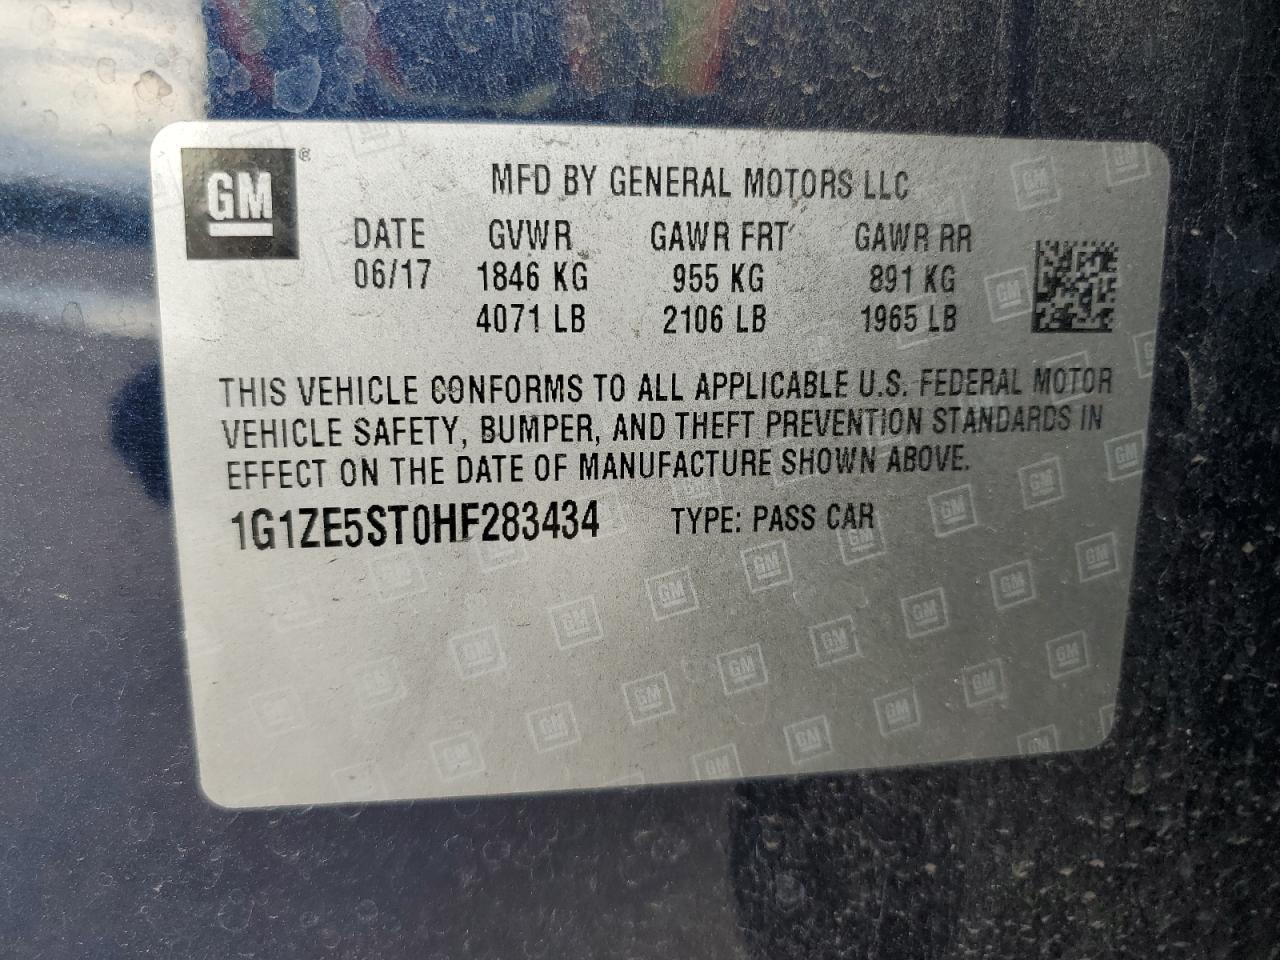 GM ®
MFD BY GENERAL MOTORS LLC
DATE GVWR GAWR FRT GAWR RR
06/17 1846 KG 955 KG 891 KG
4071 LB 2106 LB 1965 LB
THIS VEHICLE CONFORMS TO ALL APPLICABLE U.S. FEDERAL MOTOR
VEHICLE SAFETY, BUMPER, AND THEFT PREVENTION STANDARDS IN
EFFECT ON THE DATE OF MANUFACTURE SHOWN ABOVE.
1G1ZE5ST0HF283434 TYPE: PASS CAR